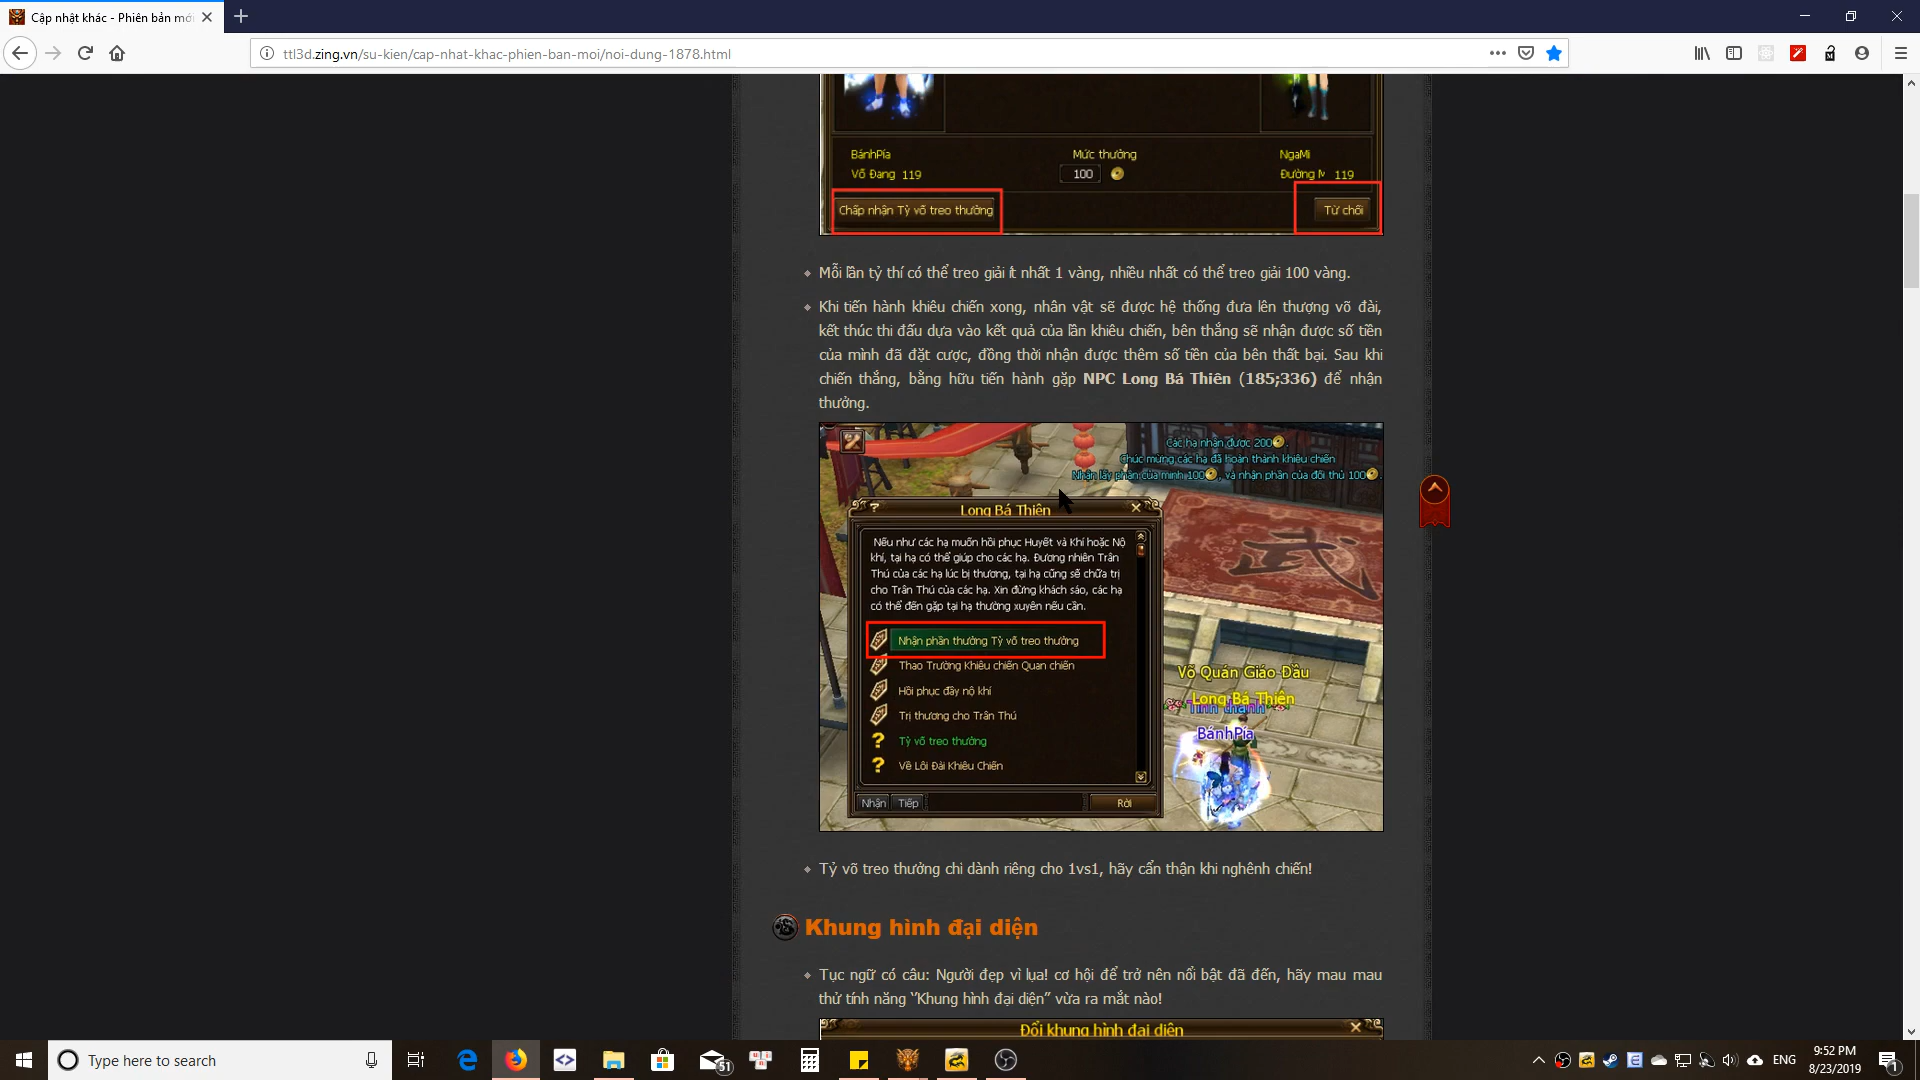 Cập nhật khác - Phiên bản mới
ttl3d.zing.vn/su-kien/cap-nhat-khac-phien-ban-moi/noi-dung-1878.html
BánhPía
Mức thưởng
NgaMi
Võ Đang 119
100
Đường M 119
Chấp nhận Tỷ võ treo thưởng
Từ chối
Mỗi lần tỷ thí có thể treo giải ít nhất 1 vàng, nhiều nhất có thể treo giải 100 vàng.
Khi tiến hành khiêu chiến xong, nhân vật sẽ được hệ thống đưa lên thượng võ đài,
kết thúc thi đấu dựa vào kết quả của lần khiêu chiến, bên thắng sẽ nhận được số tiền
của mình đã đặt cược, đồng thời nhận được thêm số tiền của bên thất bại. Sau khi
chiến thắng, bằng hữu tiến hành gặp NPC Long Bá Thiên (185;336) để nhận
thưởng.
Các hạ nhận được 200.
Chúc mừng các hạ đã hoàn thành khiêu chiến
Nhận lấy phần của mình 100, và nhận phần của đối thủ 100.
?
Long Bá Thiên
Nếu như các hạ muốn hồi phục Huyết và Khí hoặc Nộ
khí, tại hạ có thể giúp cho các hạ. Đương nhiên Trân
Thú của các hạ lúc bị thương, tại hạ cũng sẽ chữa trị
cho Trân Thú của các hạ. Xin đừng khách sáo, các hạ
có thể đến gặp tại hạ thường xuyên nếu cần.
Nhận phần thưởng Tỷ võ treo thưởng
Thao Trường Khiêu chiến Quan chiến
Hồi phục đầy nộ khí
Trị thương cho Trân Thú
? Tỷ võ treo thưởng
? Về Lôi Đài Khiêu Chiến
Nhận Tiếp
Rời
武
Võ Quán Giáo Đầu
Long Bá Thiên
BánhPía
Tỷ võ treo thưởng chỉ dành riêng cho 1vs1, hãy cẩn thận khi nghênh chiến!
Khung hình đại diện
Tục ngữ có câu: Người đẹp vì lụa! cơ hội để trở nên nổi bật đã đến, hãy mau mau
thử tính năng "Khung hình đại diện" vừa ra mắt nào!
Đổi khung hình đại diện
Type here to search
51
ENG
9:52 PM
8/23/2019
1